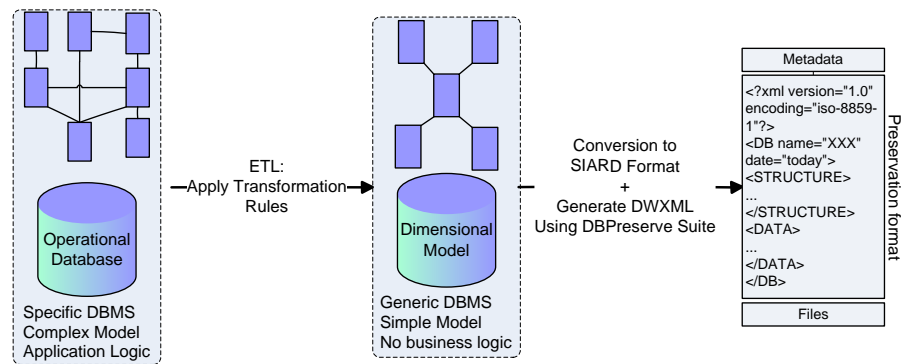 Operational
Database
Specific DBMS
Complex Model
Application Logic
ETL:
Apply Transformation
Rules
Dimensional
Model
Generic DBMS
Simple Model
No business logic
Conversion to
SIARD Format
+
Generate DWXML
Using DBPreserve Suite
Metadata
<?xml version="1.0"
encoding="iso-8859-
1"?>
<DB name="XXX"
date="today">
<STRUCTURE>
...
</STRUCTURE>
<DATA>
...
</DATA>
</DB>
Files
Preservation format